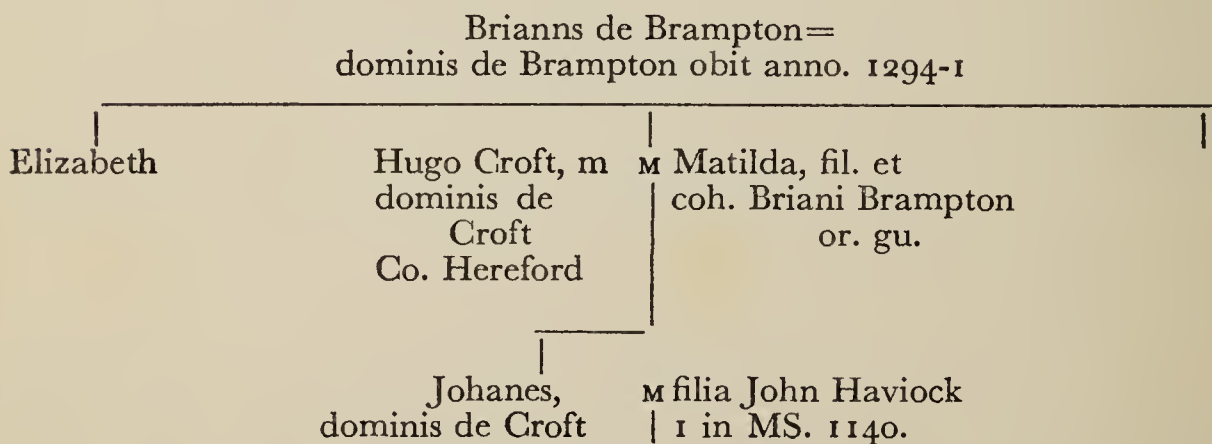 Brianns de Brampton=
dominis de Brampton obit anno. 1294-1
Elizabeth
Hugo Croft, m
dominis de
Croft
Co. Hereford
M Matilda, fil. et
coh. Briani Brampton
or. gu.
Johanes,
dominis de Croft
M filia John Haviock
1 in MS. 1140.